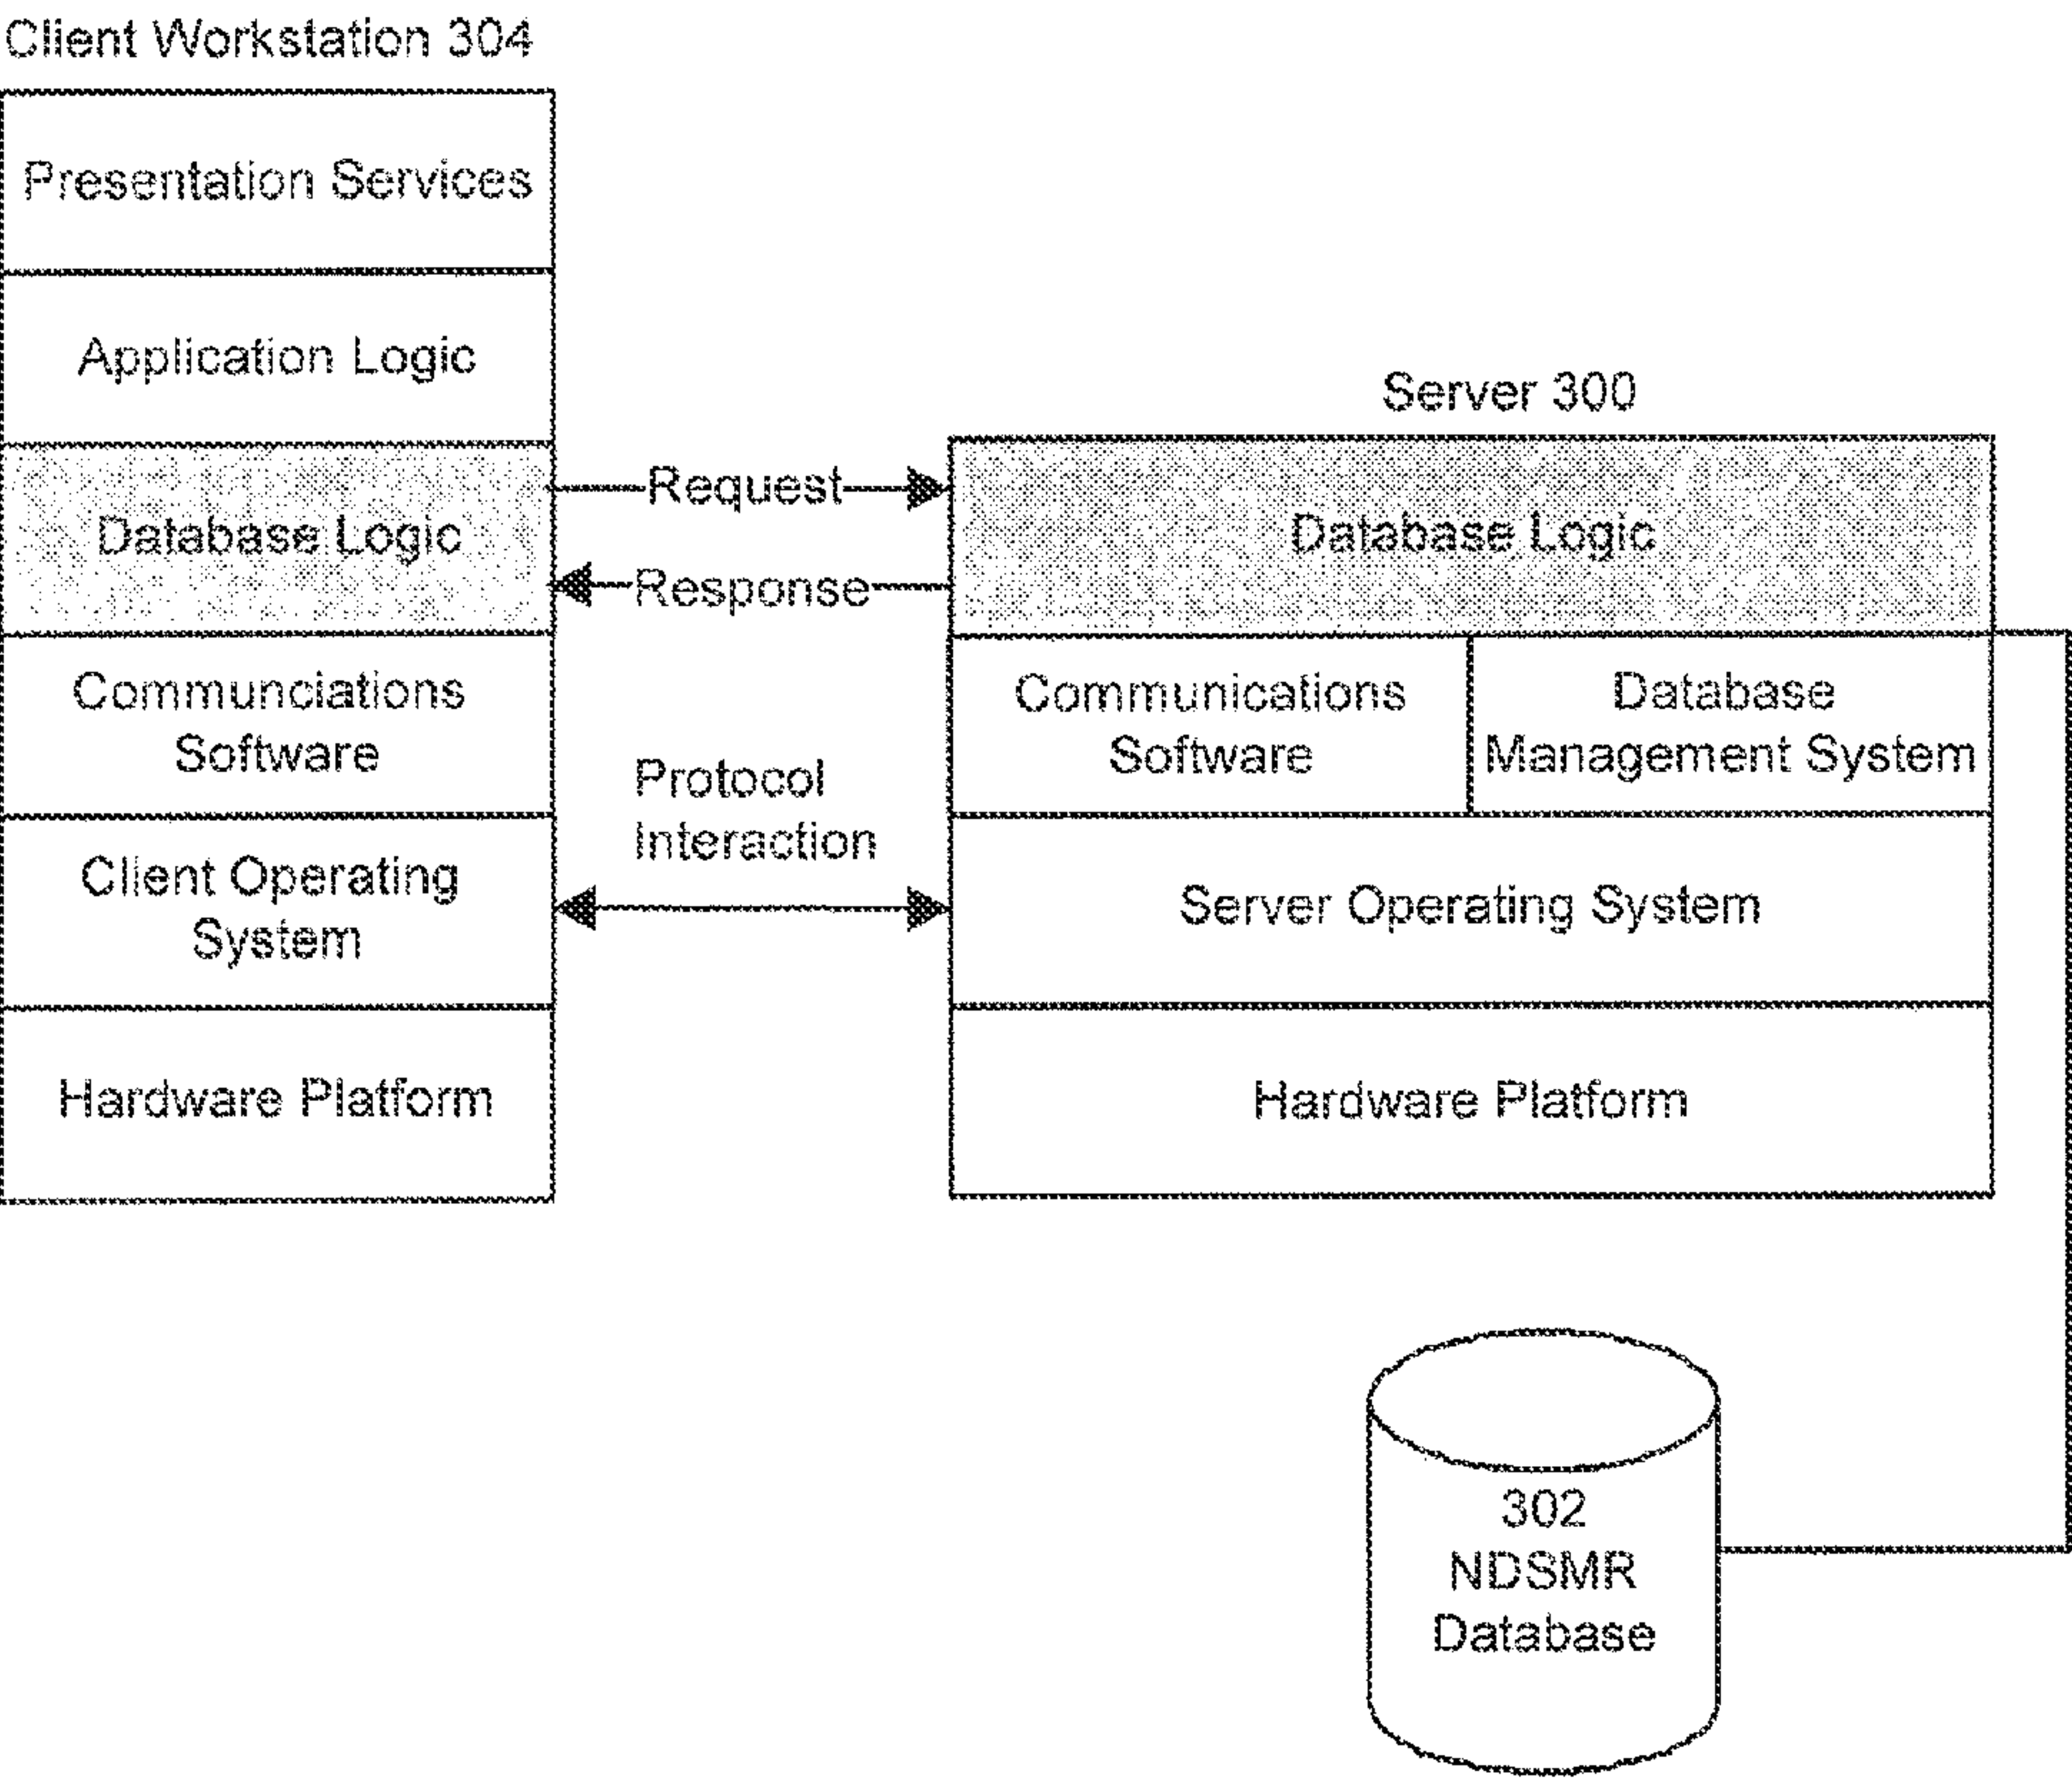 Client Workstation 304
Presentation Services
Application Logic
Database Logic
Communciations
Software
Client Operating
System
Hardware Platform
Request
Response
Protocol
Interaction
Server 300
Database Logic
Communications
Software
Database
Management System
Server Operating System
Hardware Platform
302
NDSMR
Database